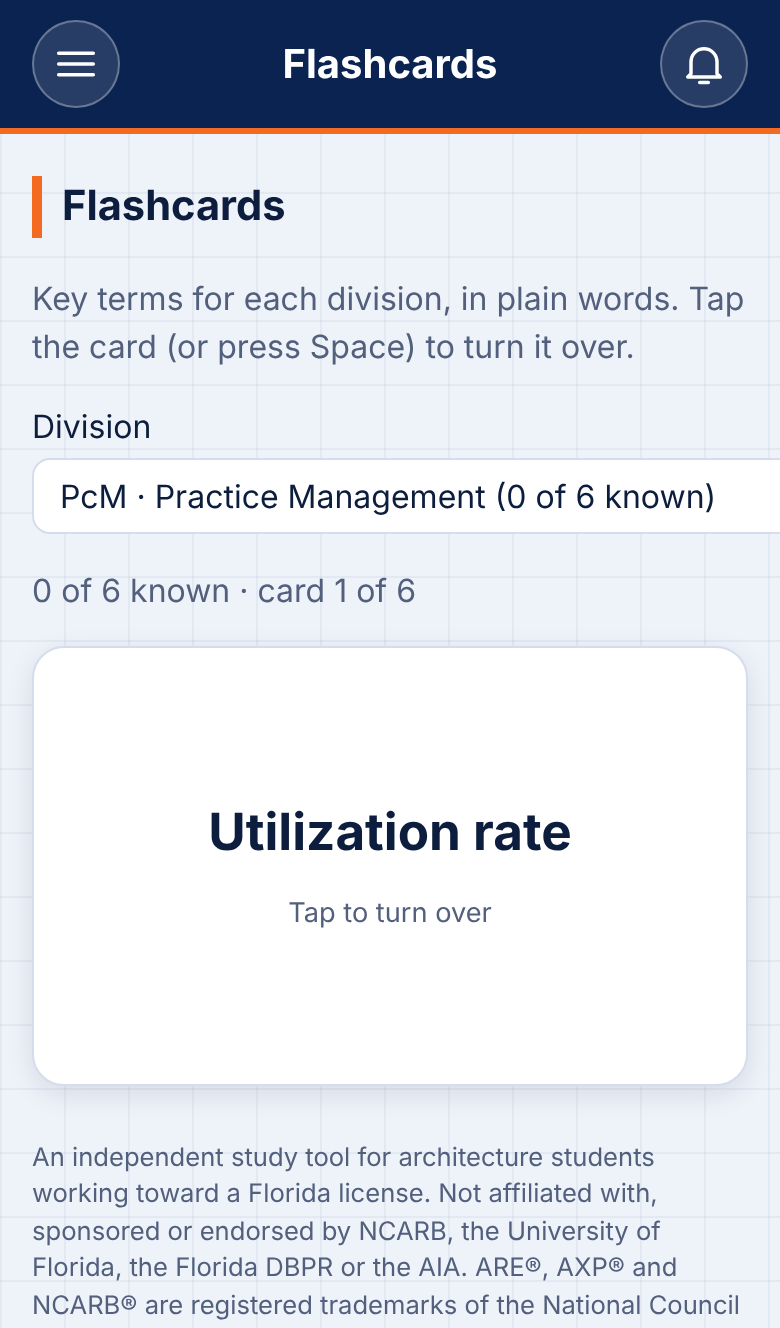 Flashcards
Flashcards
Key terms for each division, in plain words. Tap
the card (or press Space) to turn it over.
Division
PcM · Practice Management (0 of 6 known)
0 of 6 known · card 1 of 6
Utilization rate
Tap to turn over
An independent study tool for architecture students
working toward a Florida license. Not affiliated with,
sponsored or endorsed by NCARB, the University of
Florida, the Florida DBPR or the AIA. ARE®, AXP® and
NCARB® are registered trademarks of the National Council